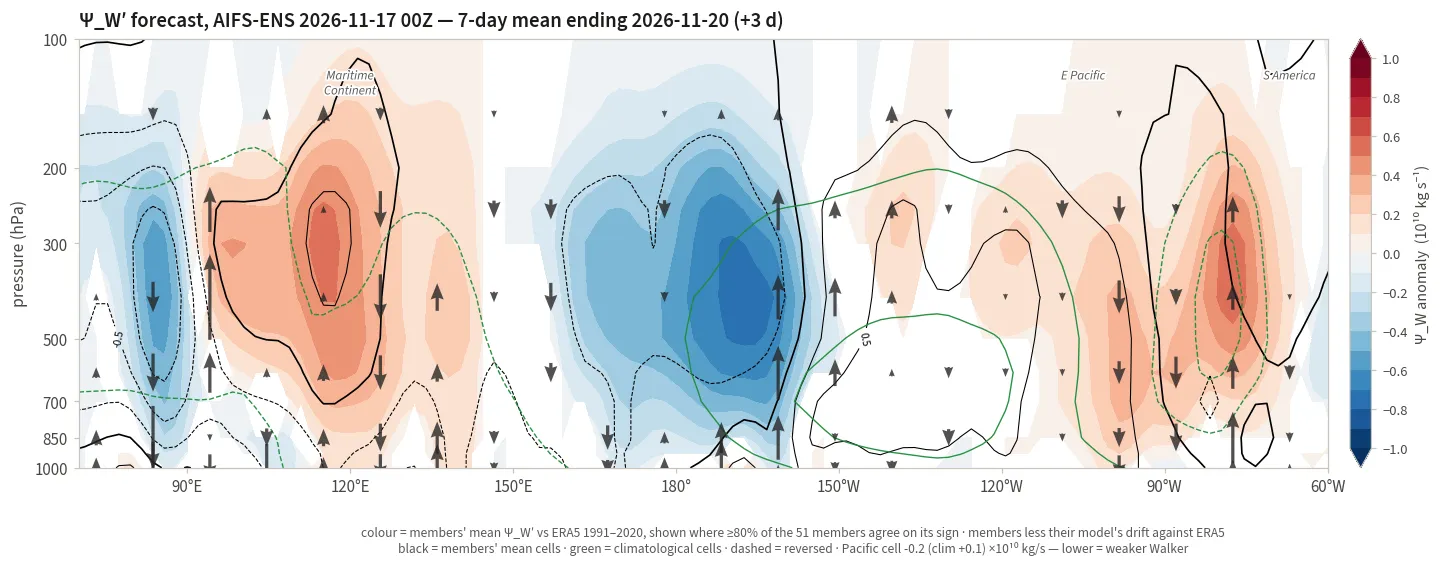 Ψ_W′ forecast, AIFS-ENS 2026-11-17 00Z — 7-day mean ending 2026-11-20 (+3 d)
100
200
300
400
500
700
850
1000
pressure (hPa)
Maritime
Continent
E Pacific
S America
-0.5
0.5
90°E
120°E
150°E
180°
150°W
120°W
90°W
60°W
1.0
0.8
0.6
0.4
0.2
0.0
−0.2
−0.4
−0.6
−0.8
−1.0
Ψ_W anomaly (10¹⁰ kg s⁻¹)
colour = members' mean Ψ_W′ vs ERA5 1991–2020, shown where ≥80% of the 51 members agree on its sign · members less their model's drift against ERA5
black = members' mean cells · green = climatological cells · dashed = reversed · Pacific cell -0.2 (clim +0.1) ×10¹⁰ kg/s — lower = weaker Walker